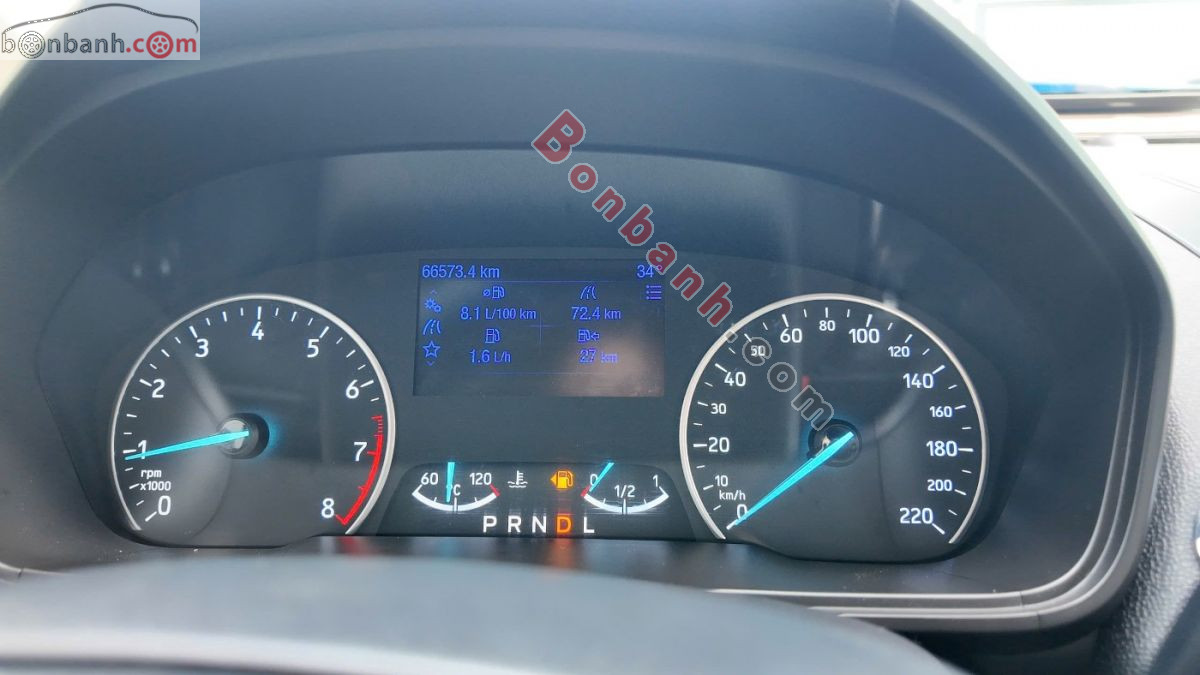 bonbanh.com
Bonbanh.com
66573.4 km 34°
8.1 L/100 km 72.4 km
1.6 L/h 27 km
0 1 2 3 4 5 6 7 8
rpm
x1000
60 °C 120
0 1/2 1
P R N D L
0 10 20 30 40 50 60 80 100 120 140 160 180 200 220
km/h